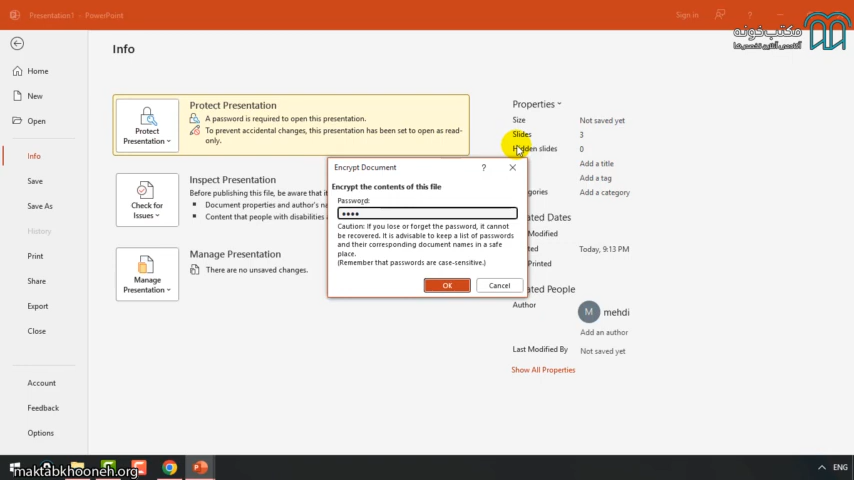 Presentation1 - PowerPoint
Sign in
?
مکتب‌خونه
آکادمی آنلاین تخصص‌ها
Info
Home
New
Open
Info
Save
Save As
History
Print
Share
Export
Close
Account
Feedback
Options
Protect
Presentation
Protect Presentation
A password is required to open this presentation.
To prevent accidental changes, this presentation has been set to open as read-
only.
Check for
Issues
Inspect Presentation
Before publishing this file, be aware that
Document properties and author's
Content that people with disabilities
Manage
Presentation
Manage Presentation
There are no unsaved changes.
Encrypt Document
?
Encrypt the contents of this file
Password:
••••
Caution: If you lose or forget the password, it cannot
be recovered. It is advisable to keep a list of passwords
and their corresponding document names in a safe
place.
(Remember that passwords are case-sensitive.)
OK
Cancel
Properties
Size
Not saved yet
Slides
3
Hidden slides
0
Add a title
Add a tag
Add a category
Dates
Today, 9:13 PM
People
Author
mehdi
Add an author
Last Modified By
Not saved yet
Show All Properties
maktabkhooneh.org
ENG